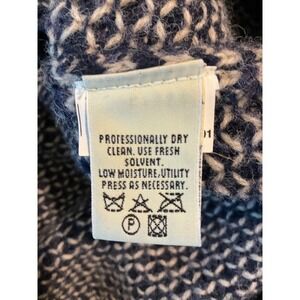 PROFESSIONALLY DRY
CLEAN. USE FRESH
SOLVENT.
LOW MOISTURE,UTILITY
PRESS AS NECESSARY.
P